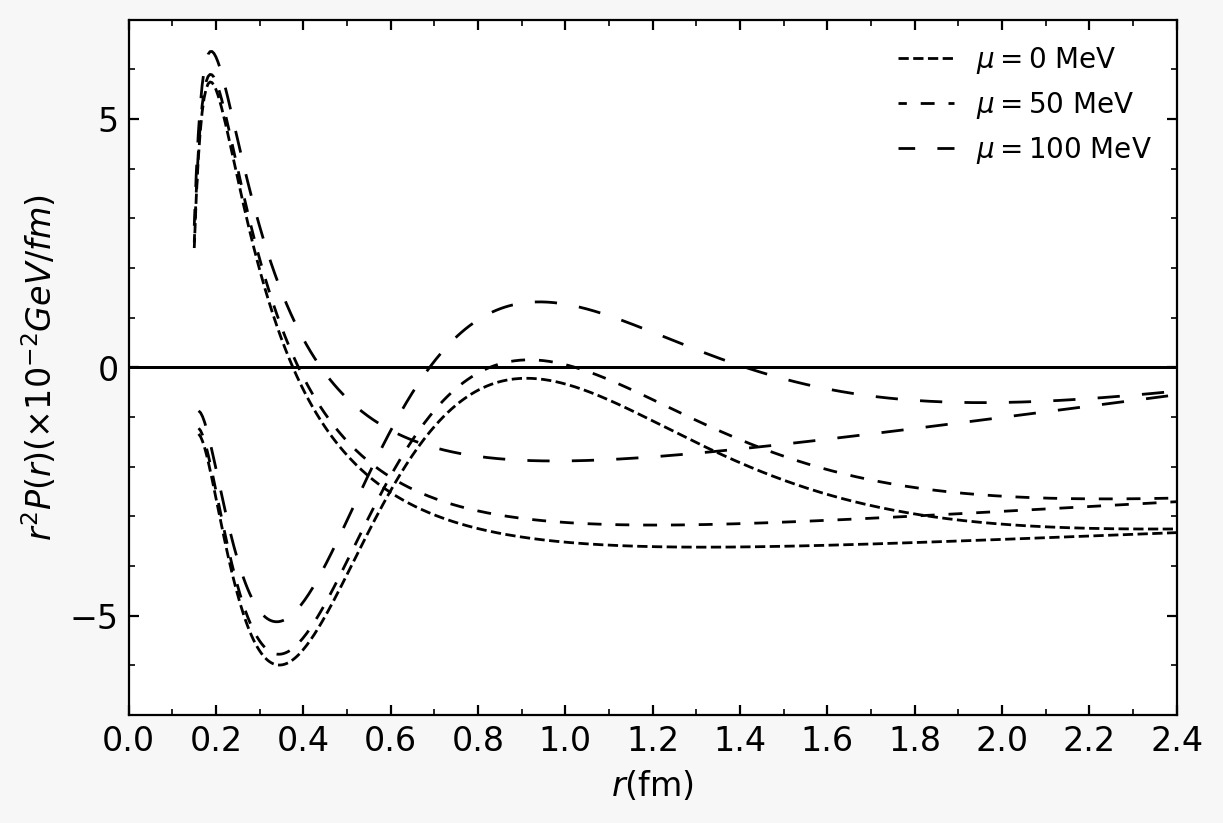 μ = 0 MeV
μ = 50 MeV
μ = 100 MeV
r²P(r)(×10⁻²GeV/fm)
5
0
−5
0.0 0.2 0.4 0.6 0.8 1.0 1.2 1.4 1.6 1.8 2.0 2.2 2.4
r(fm)